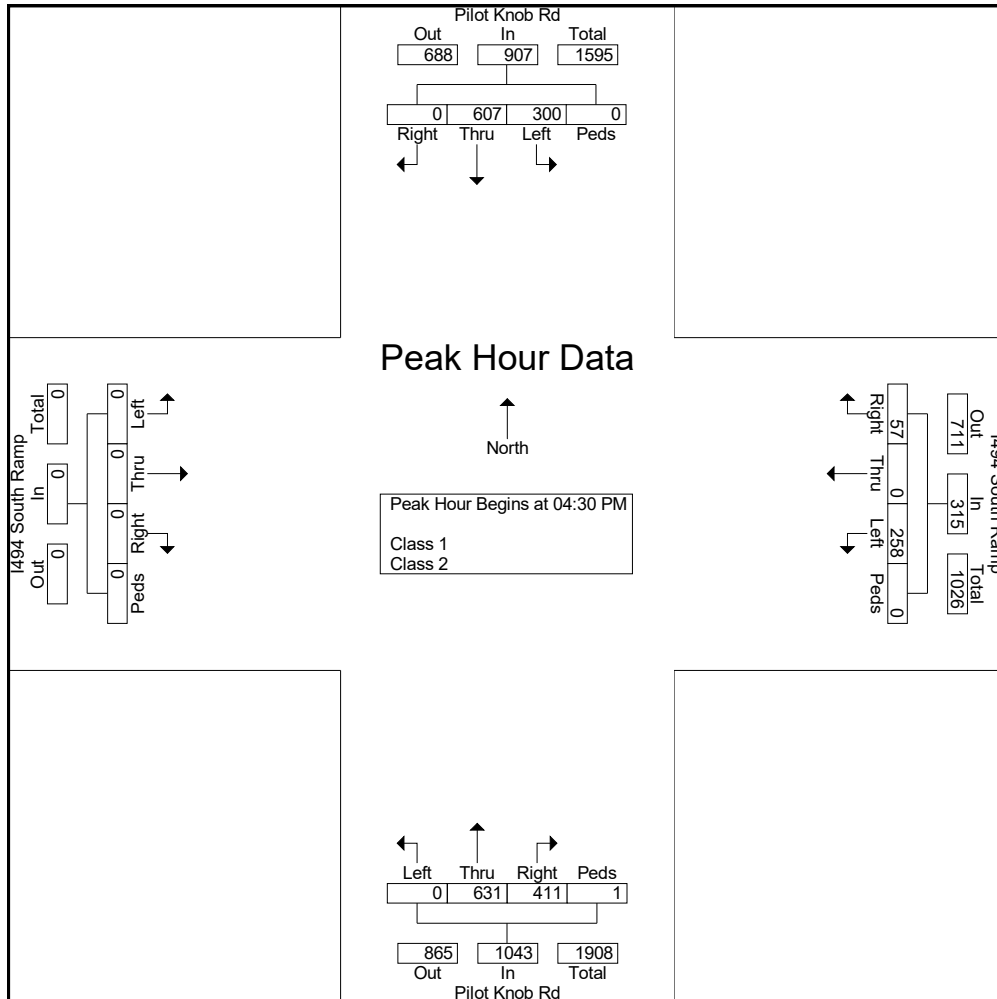 Pilot Knob Rd
Out In Total
688 907 1595
0 607 300 0
Right Thru Left Peds
Peak Hour Data
North
Peak Hour Begins at 04:30 PM
Class 1
Class 2
I494 South Ramp
Total In Out
0 0 0
0 0 0 0
Left Thru Right Peds
I494 South Ramp
Out In Total
711 315 1026
57 0 258 0
Right Thru Left Peds
Left Thru Right Peds
0 631 411 1
865 1043 1908
Out In Total
Pilot Knob Rd